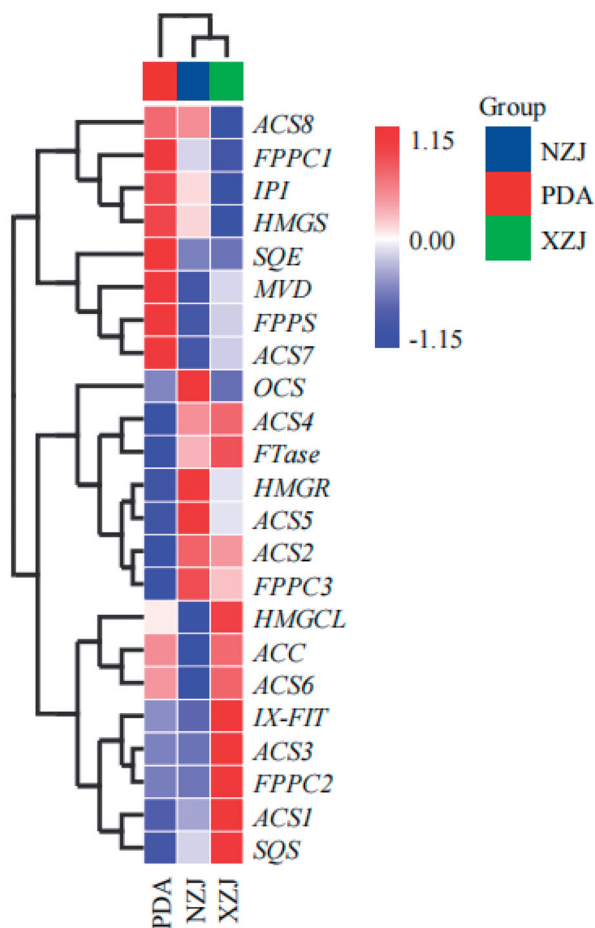 ACS8
FPPC1
IPI
HMGS
SQE
MVD
FPPS
ACS7
OCS
ACS4
FTase
HMGR
ACS5
ACS2
FPPC3
HMGCL
ACC
ACS6
IX-FIT
ACS3
FPPC2
ACS1
SQS
PDA
NZJ
XZJ
1.15
0.00
-1.15
Group
NZJ
PDA
XZJ